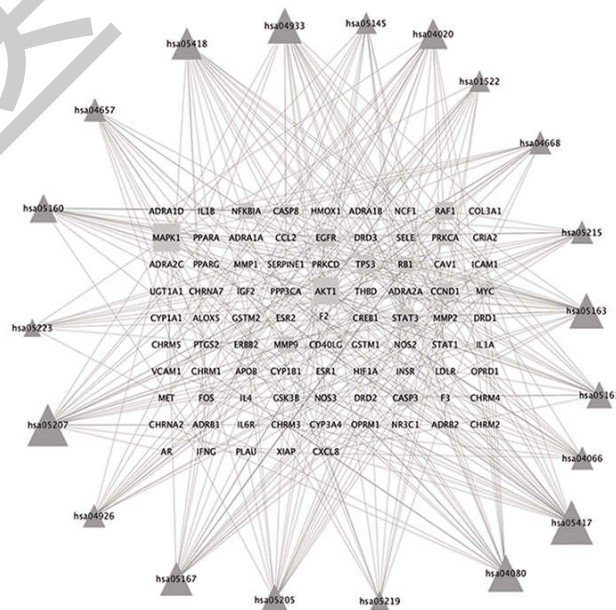 hsa04933
hsa05145
hsa05418
hsa04020
hsa01522
hsa04657
hsa04668
hsa05160
hsa05215
hsa05163
hsa05223
hsa0516
hsa05207
hsa04066
hsa04926
hsa05417
hsa05167
hsa04080
hsa05205
hsa05219
ADRA1D IL1B NFKBIA CASP8 HMOX1 ADRA1B NCF1 RAF1 COL3A1
MAPK1 PPARA ADRA1A CCL2 EGFR DRD3 SELE PRKCA GRIA2
ADRA2C PPARG MMP1 SERPINE1 PRKCD TP53 RB1 CAV1 ICAM1
UGT1A1 CHRNA7 IGF2 PPP3CA AKT1 THBD ADRA2A CCND1 MYC
CYP1A1 ALOX5 GSTM2 ESR2 F2 CREB1 STAT3 MMP2 DRD1
CHRM5 PTGS2 ERBB2 MMP9 CD40LG GSTM1 NOS2 STAT1 IL1A
VCAM1 CHRM1 APOB CYP1B1 ESR1 HIF1A INSR LDLR OPRD1
MET FOS IL4 GSK3B NOS3 DRD2 CASP3 F3 CHRM4
CHRNA2 ADRB1 IL6R CHRM3 CYP3A4 OPRM1 NR3C1 ADRB2 CHRM2
AR IFNG PLAU XIAP CXCL8